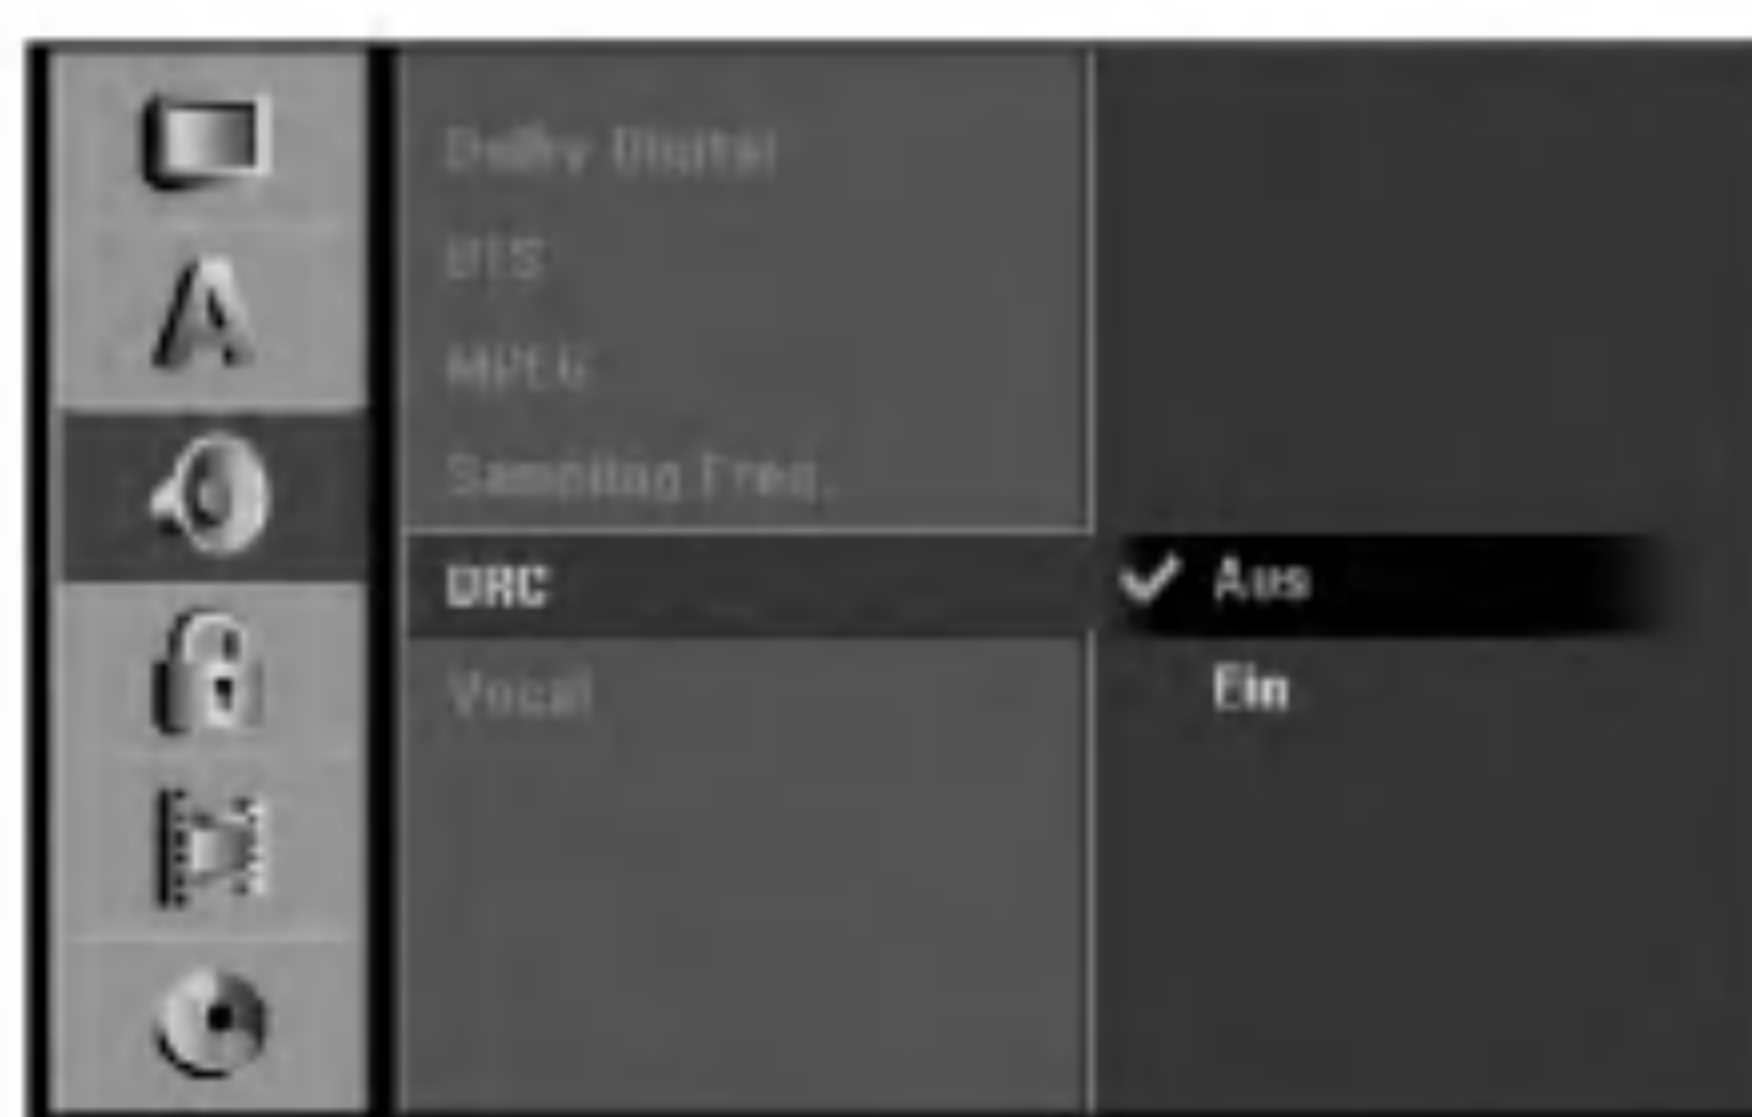 Dolby Digital
DTS
MPEG
Sampling Freq.
DRC
Aus
Vocal
Ein